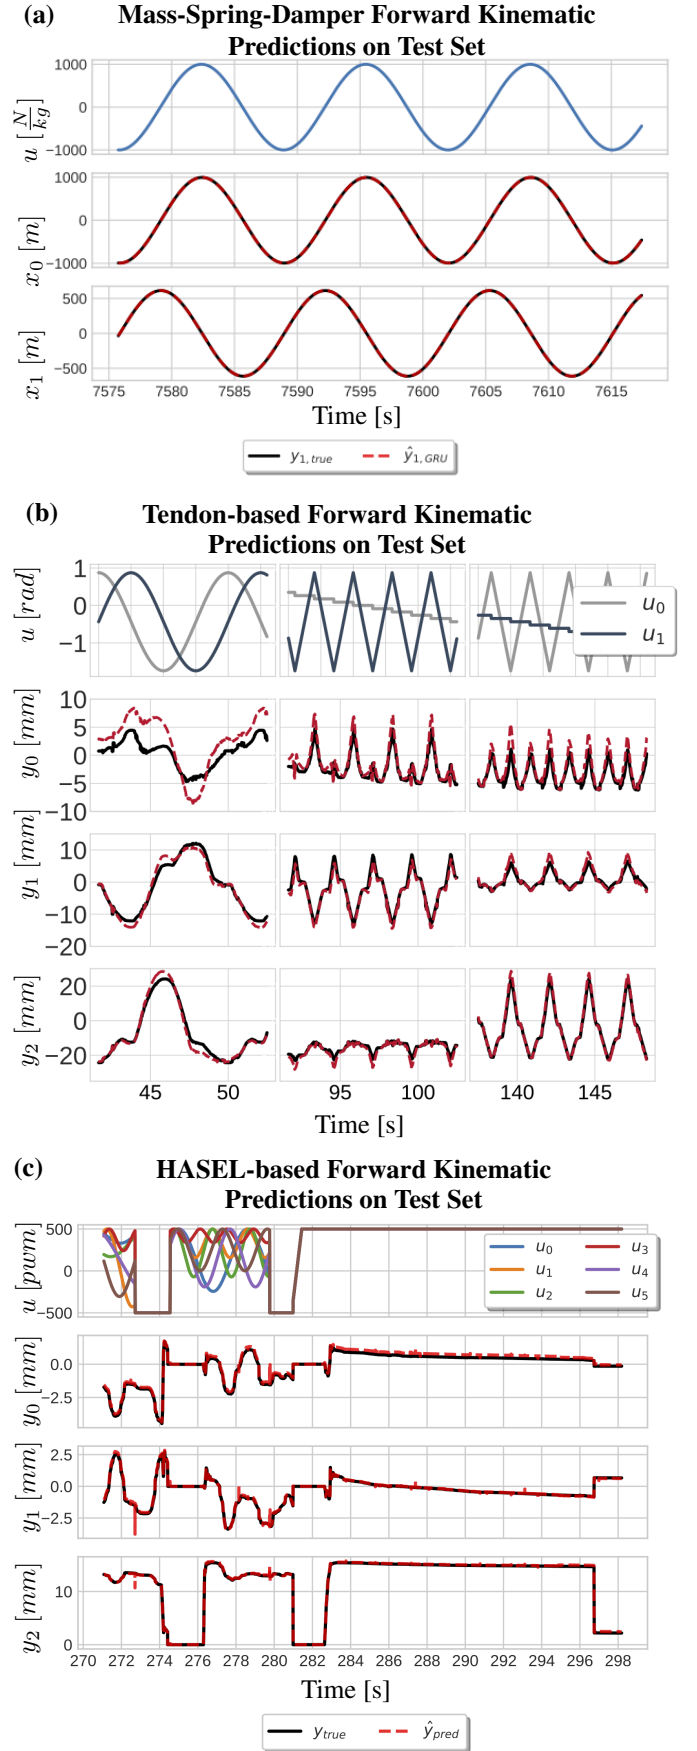 (a) Mass-Spring-Damper Forward Kinematic
Predictions on Test Set
u [N/kg]
1000
0
−1000
x0 [m]
1000
0
−1000
x1 [m]
500
0
−500
7575 7580 7585 7590 7595 7600 7605 7610 7615
Time [s]
y1,true ŷ1,GRU
(b) Tendon-based Forward Kinematic
Predictions on Test Set
u [rad]
1
0
−1
u0
u1
y0 [mm]
10
5
0
−5
−10
y1 [mm]
10
0
−10
−20
y2 [mm]
20
0
−20
45 50 95 100 140 145
Time [s]
(c) HASEL-based Forward Kinematic
Predictions on Test Set
u [pwm]
500
0
−500
u0 u3
u1 u4
u2 u5
y0 [mm]
0.0
−2.5
y1 [mm]
2.5
0.0
−2.5
y2 [mm]
10
0
270 272 274 276 278 280 282 284 286 288 290 292 294 296 298
Time [s]
ytrue ŷpred